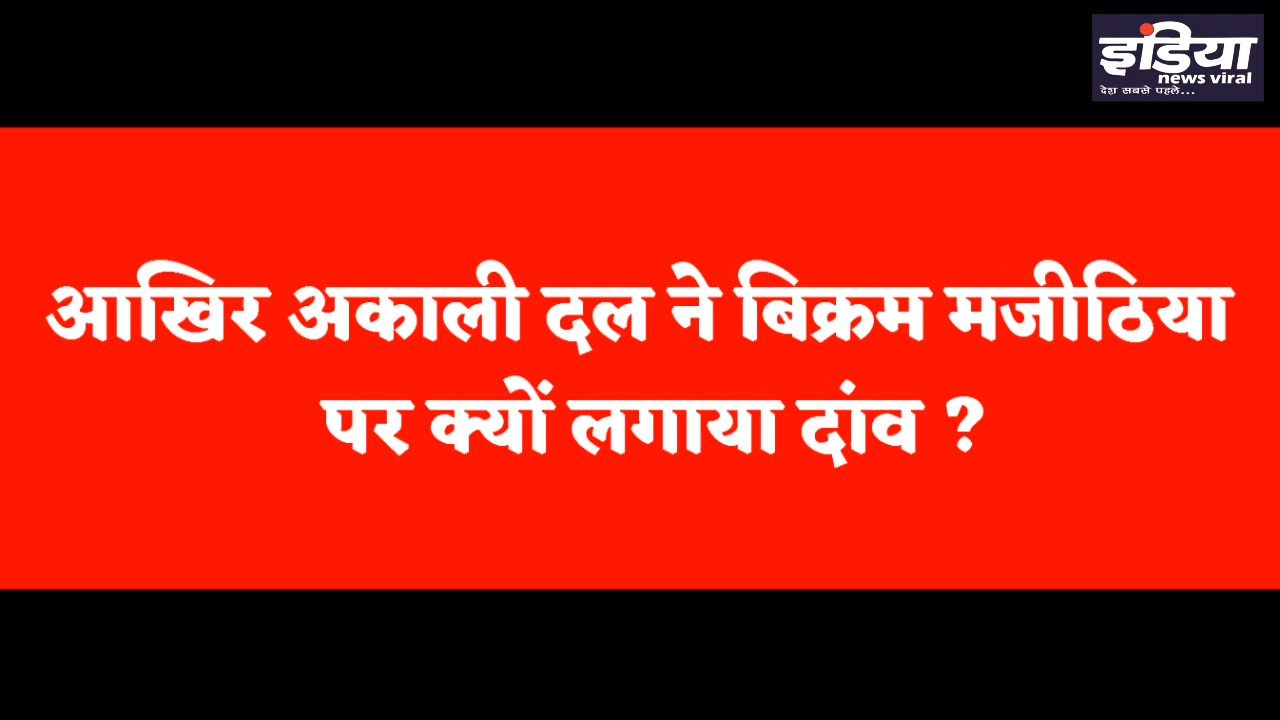 इंडिया
news viral
देश सबसे पहले...
आखिर अकाली दल ने बिक्रम मजीठिया
पर क्यों लगाया दांव ?